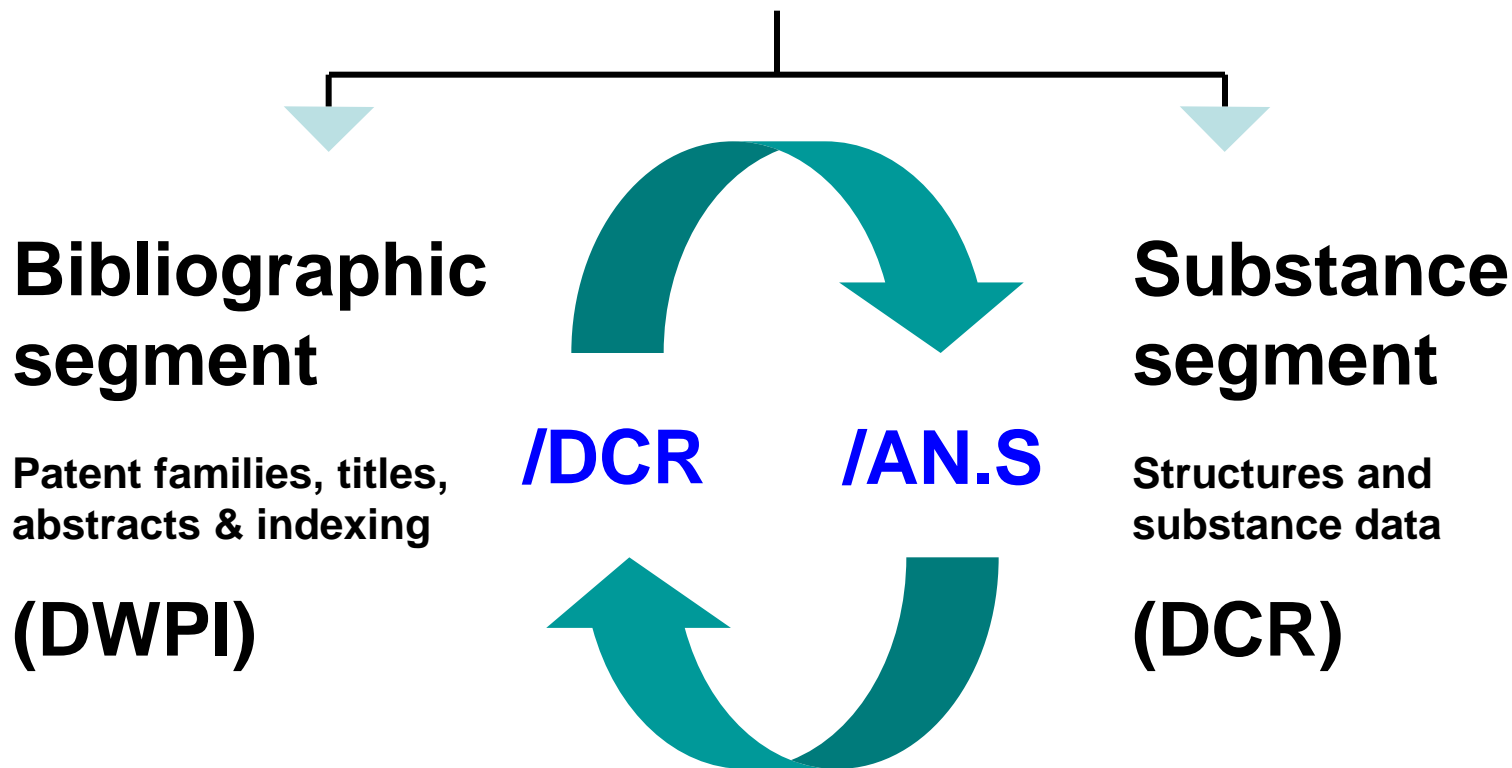 Bibliographic
segment
Patent families, titles,
abstracts & indexing
(DWPI)
/DCR
/AN.S
Substance
segment
Structures and
substance data
(DCR)